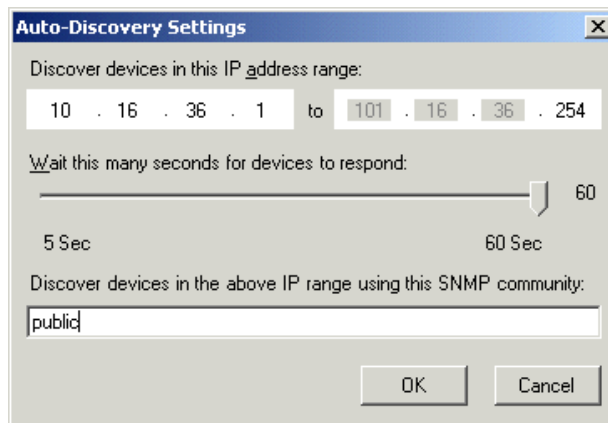 Auto-Discovery Settings
Discover devices in this IP address range:
10 . 16 . 36 . 1 to 101 . 16 . 36 . 254
Wait this many seconds for devices to respond:
60
5 Sec 60 Sec
Discover devices in the above IP range using this SNMP community:
public
OK Cancel